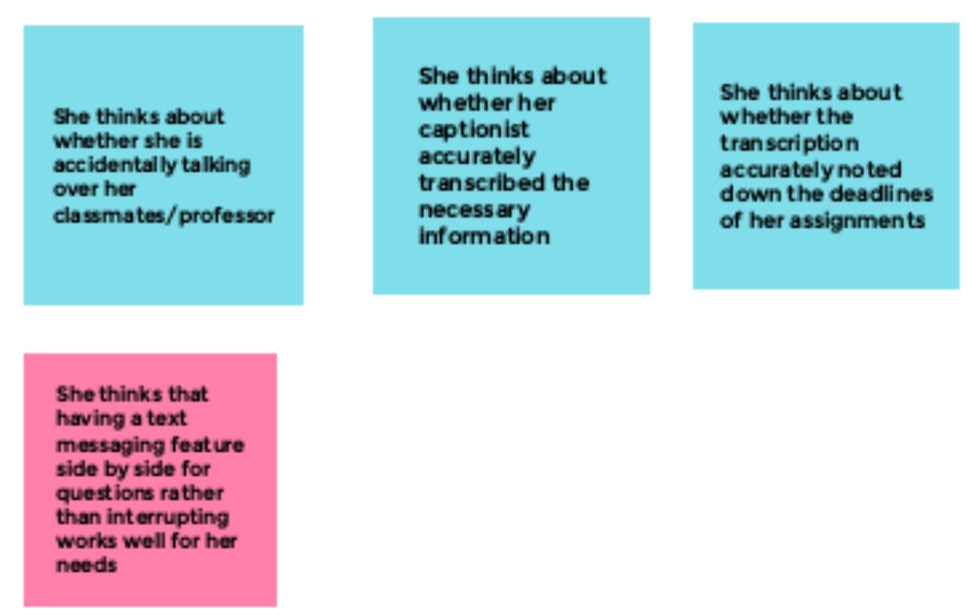 She thinks about
whether she is
accidentally talking
over her
classmates/professor
She thinks about
whether her
captionist
accurately
transcribed the
necessary
information
She thinks about
whether the
transcription
accurately noted
down the deadlines
of her assignments
She thinks that
having a text
messaging feature
side by side for
questions rather
than interrupting
works well for her
needs